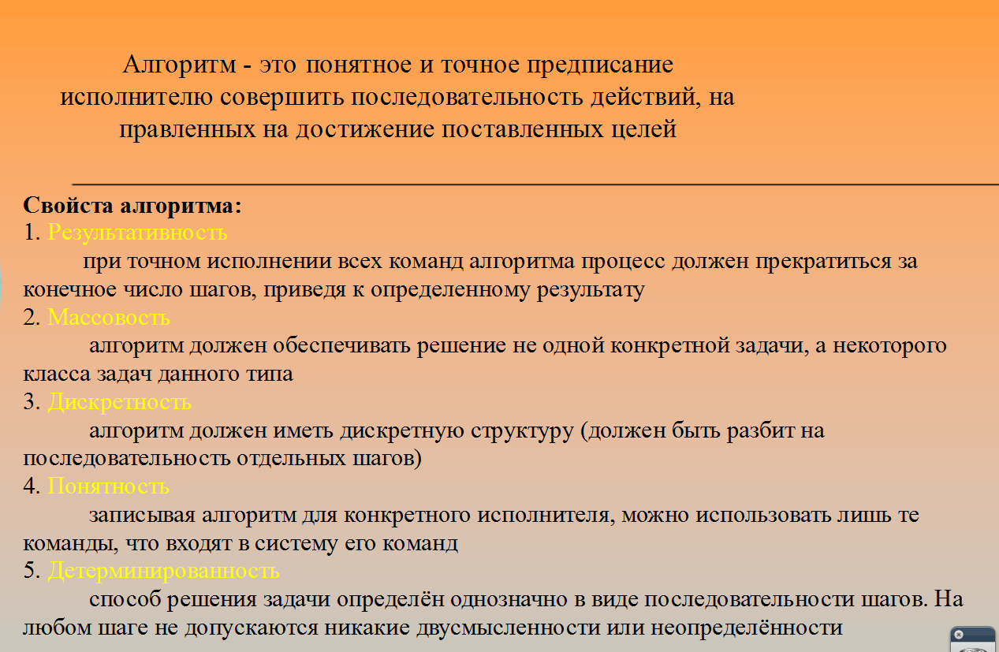 Алгоритм - это понятное и точное предписание
исполнителю совершить последовательность действий, на
правленных на достижение поставленных целей
Свойста алгоритма:
1. Результативность
при точном исполнении всех команд алгоритма процесс должен прекратиться за
конечное число шагов, приведя к определенному результату
2. Массовость
алгоритм должен обеспечивать решение не одной конкретной задачи, а некоторого
класса задач данного типа
3. Дискретность
алгоритм должен иметь дискретную структуру (должен быть разбит на
последовательность отдельных шагов)
4. Понятность
записывая алгоритм для конкретного исполнителя, можно использовать лишь те
команды, что входят в систему его команд
5. Детерминированность
способ решения задачи определён однозначно в виде последовательности шагов. На
любом шаге не допускаются никакие двусмысленности или неопределённости